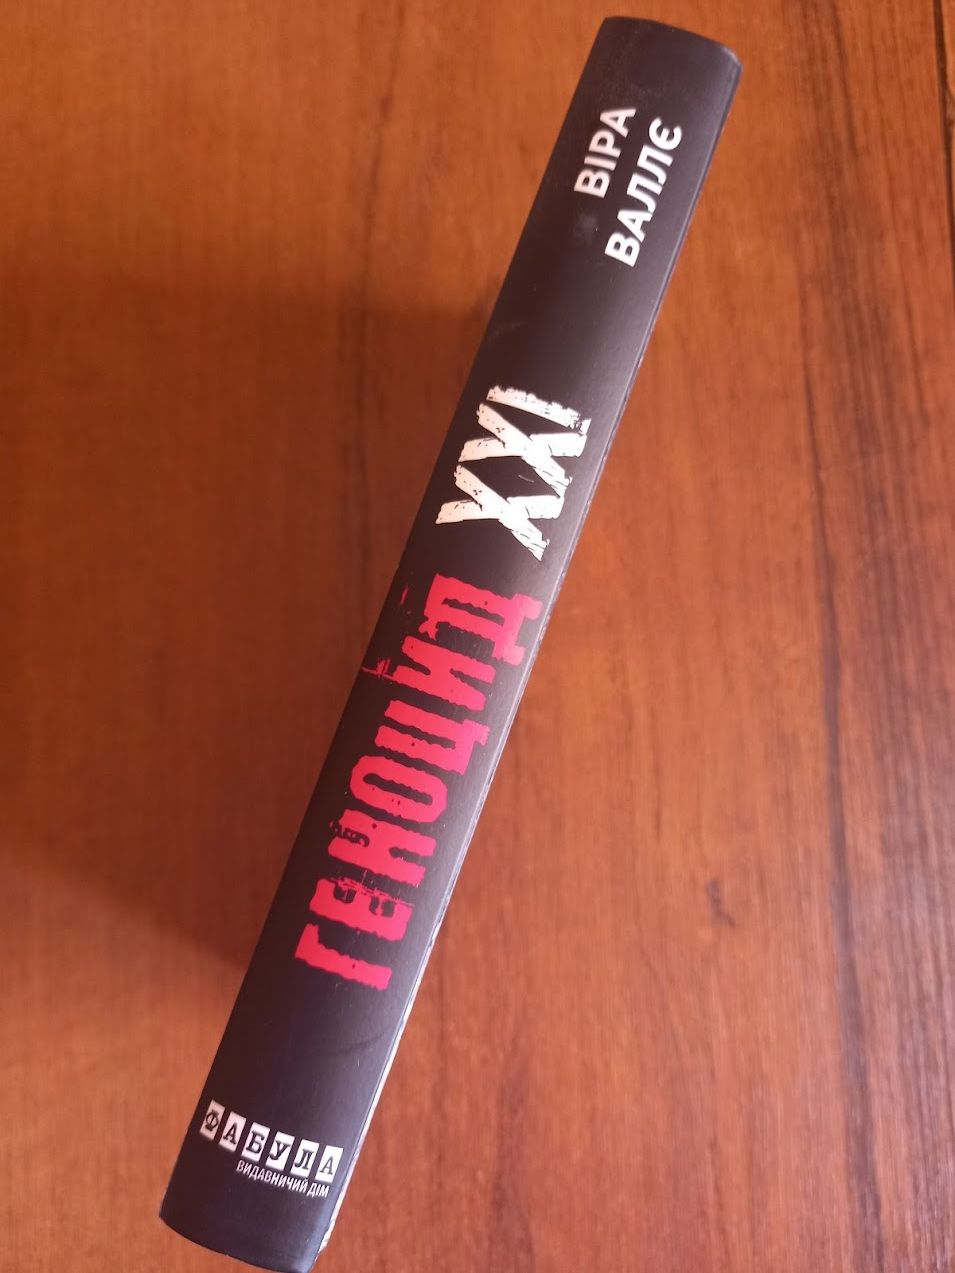 ВІРА
ВАЛЛЄ
ГЕНОЦИД XXI
ФАБУЛА
ВИДАВНИЧИЙ ДІМ